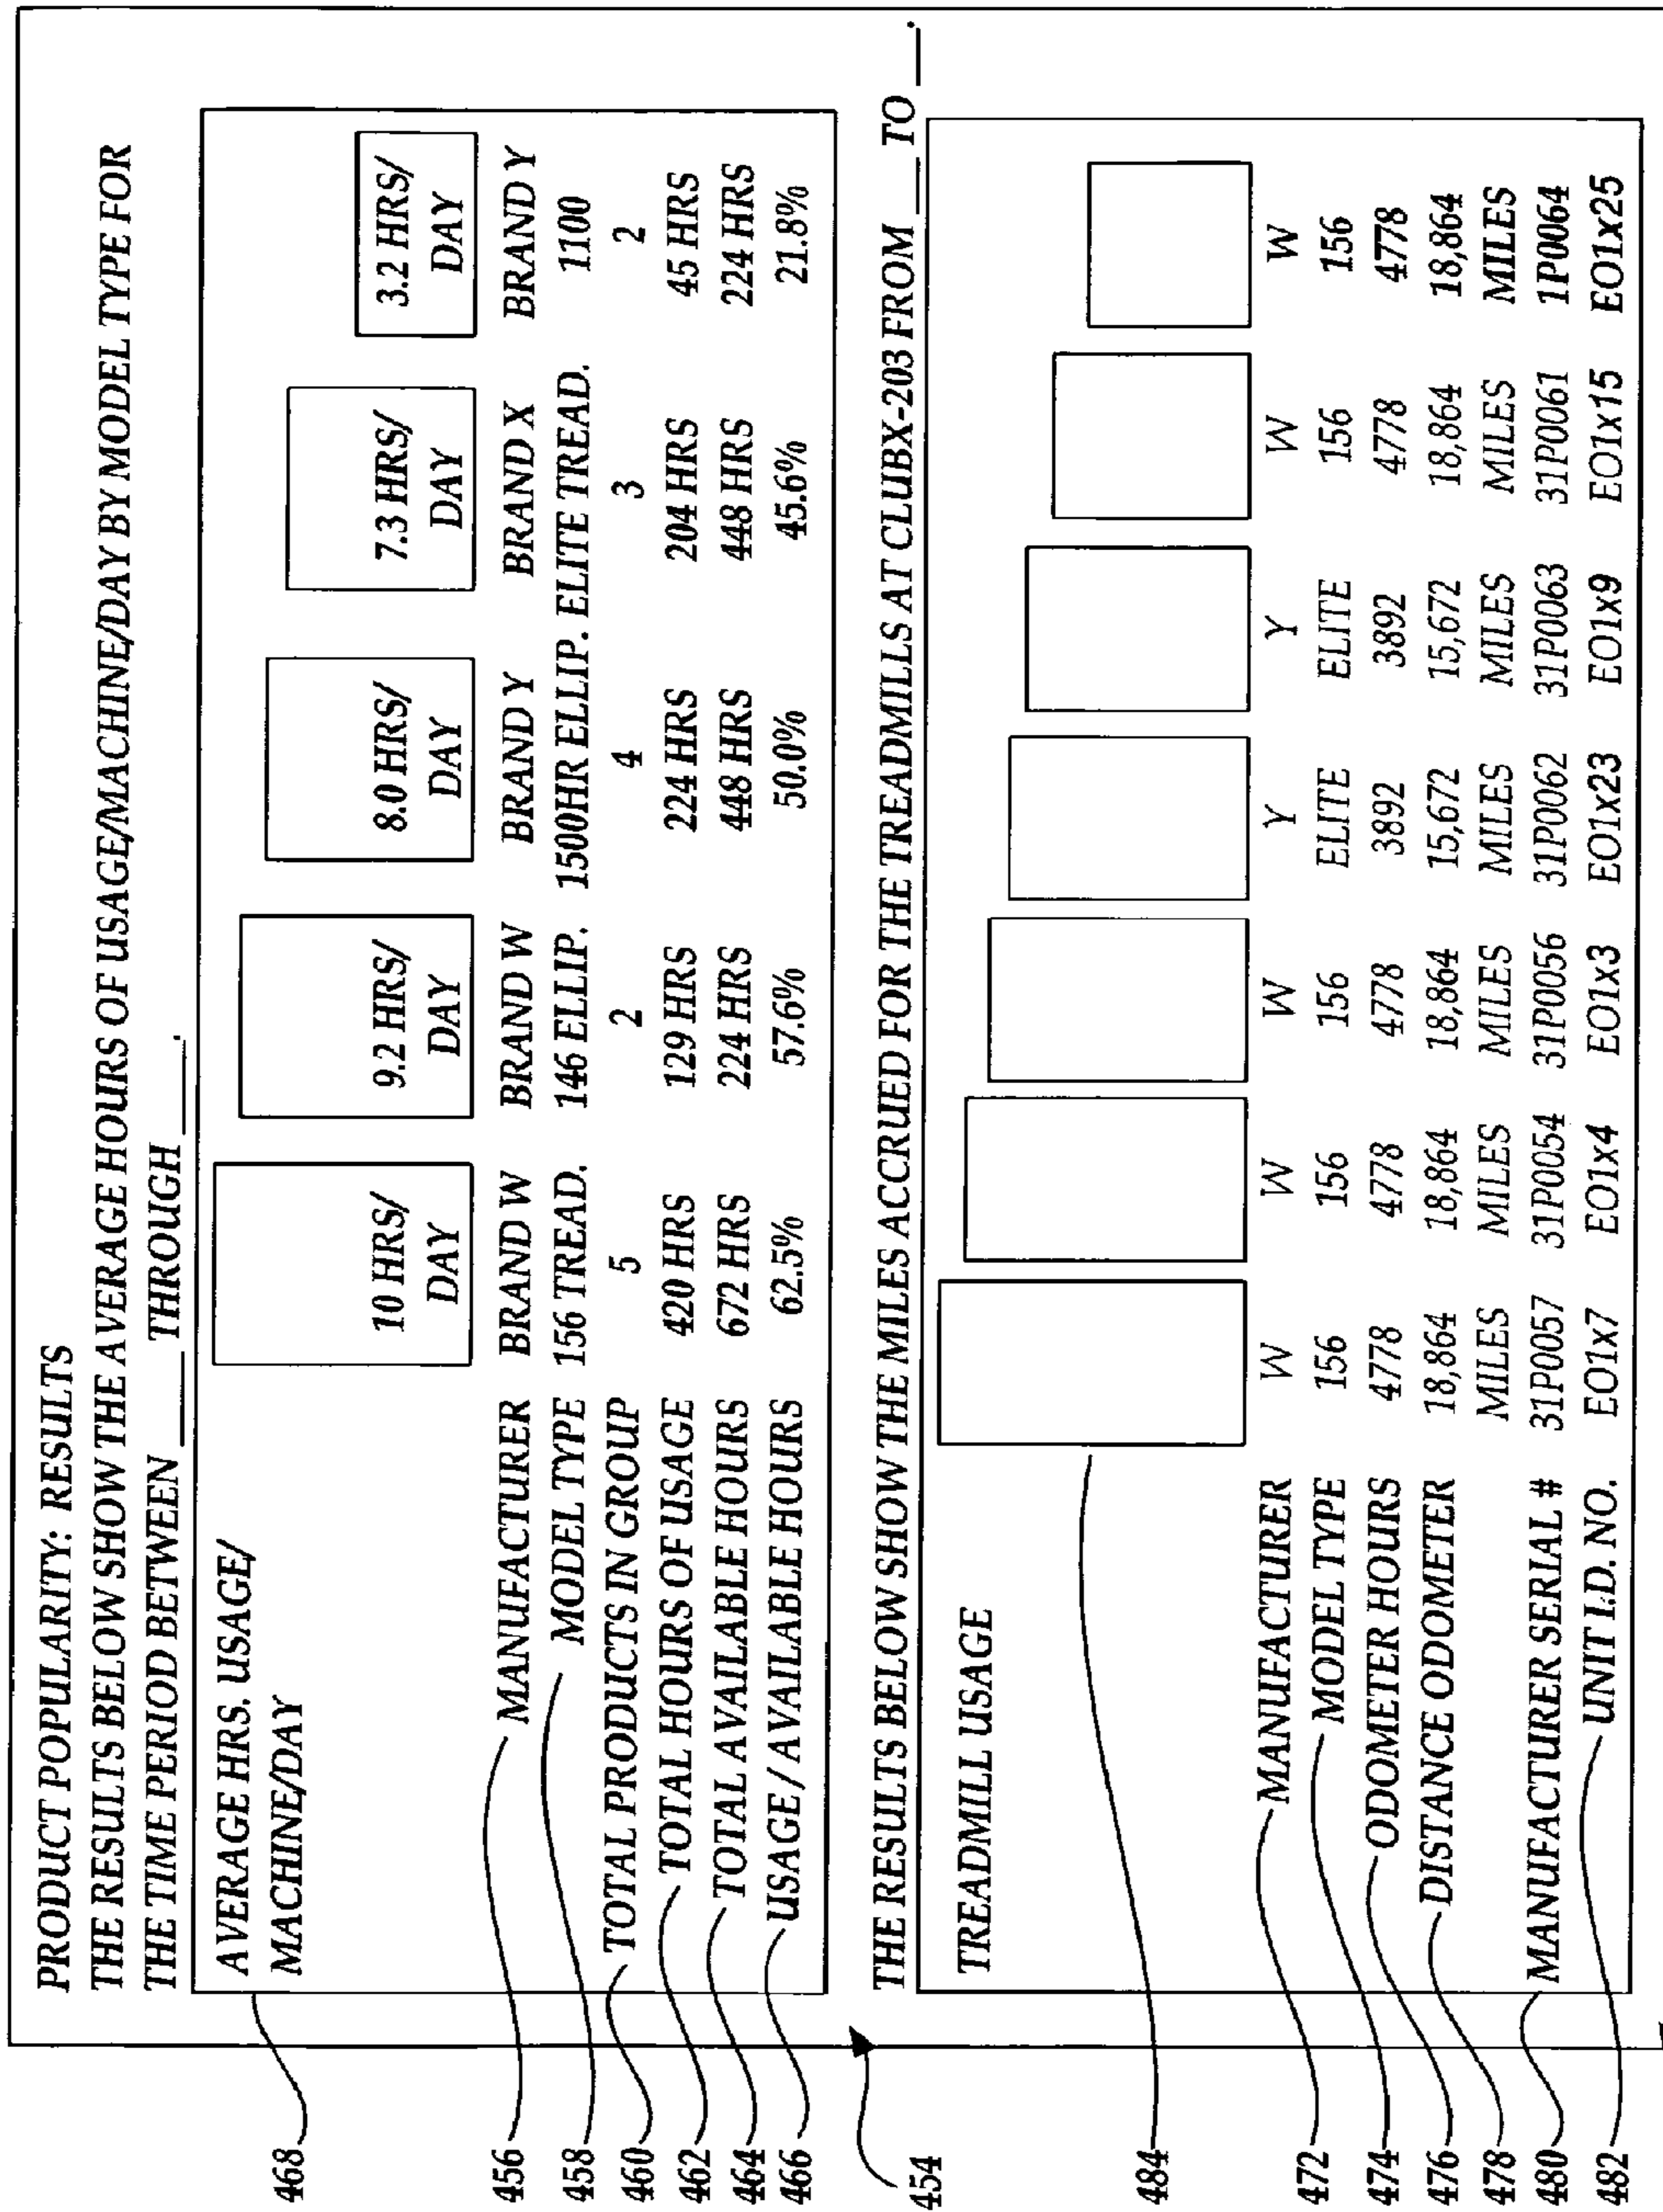 PRODUCT POPULARITY: RESULTS
THE RESULTS BELOW SHOW THE AVERAGE HOURS OF USAGE/MACHINE/DAY BY MODEL TYPE FOR
THE TIME PERIOD BETWEEN ____ THROUGH ____.
AVERAGE HRS. USAGE/
MACHINE/DAY
468
10 HRS/ 9.2 HRS/ 8.0 HRS/ 7.3 HRS/ 3.2 HRS/
DAY DAY DAY DAY DAY
456 MANUFACTURER BRAND W BRAND W BRAND Y BRAND X BRAND Y
458 MODEL TYPE 156 TREAD. 146 ELLIP. 1500HR ELLIP. ELITE TREAD. 1100
460 TOTAL PRODUCTS IN GROUP 5 2 4 3 2
462 TOTAL HOURS OF USAGE 420 HRS 129 HRS 224 HRS 204 HRS 45 HRS
464 TOTAL AVAILABLE HOURS 672 HRS 224 HRS 448 HRS 448 HRS 224 HRS
466 USAGE / AVAILABLE HOURS 62.5% 57.6% 50.0% 45.6% 21.8%
454
THE RESULTS BELOW SHOW THE MILES ACCRUED FOR THE TREADMILLS AT CLUBX-203 FROM __ TO __.
TREADMILL USAGE
484
472 MANUFACTURER W W W Y Y W W
474 MODEL TYPE 156 156 156 ELITE ELITE 156 156
476 ODOMETER HOURS 4778 4778 4778 3892 3892 4778 4778
478 DISTANCE ODOMETER 18,864 18,864 18,864 15,672 15,672 18,864 18,864
MILES MILES MILES MILES MILES MILES MILES
480 MANUFACTURER SERIAL # 31P0057 31P0054 31P0056 31P0062 31P0063 31P0061 1P0064
482 UNIT I.D. NO. EO1x7 EO1x4 EO1x3 EO1x23 EO1x9 EO1x15 EO1x25